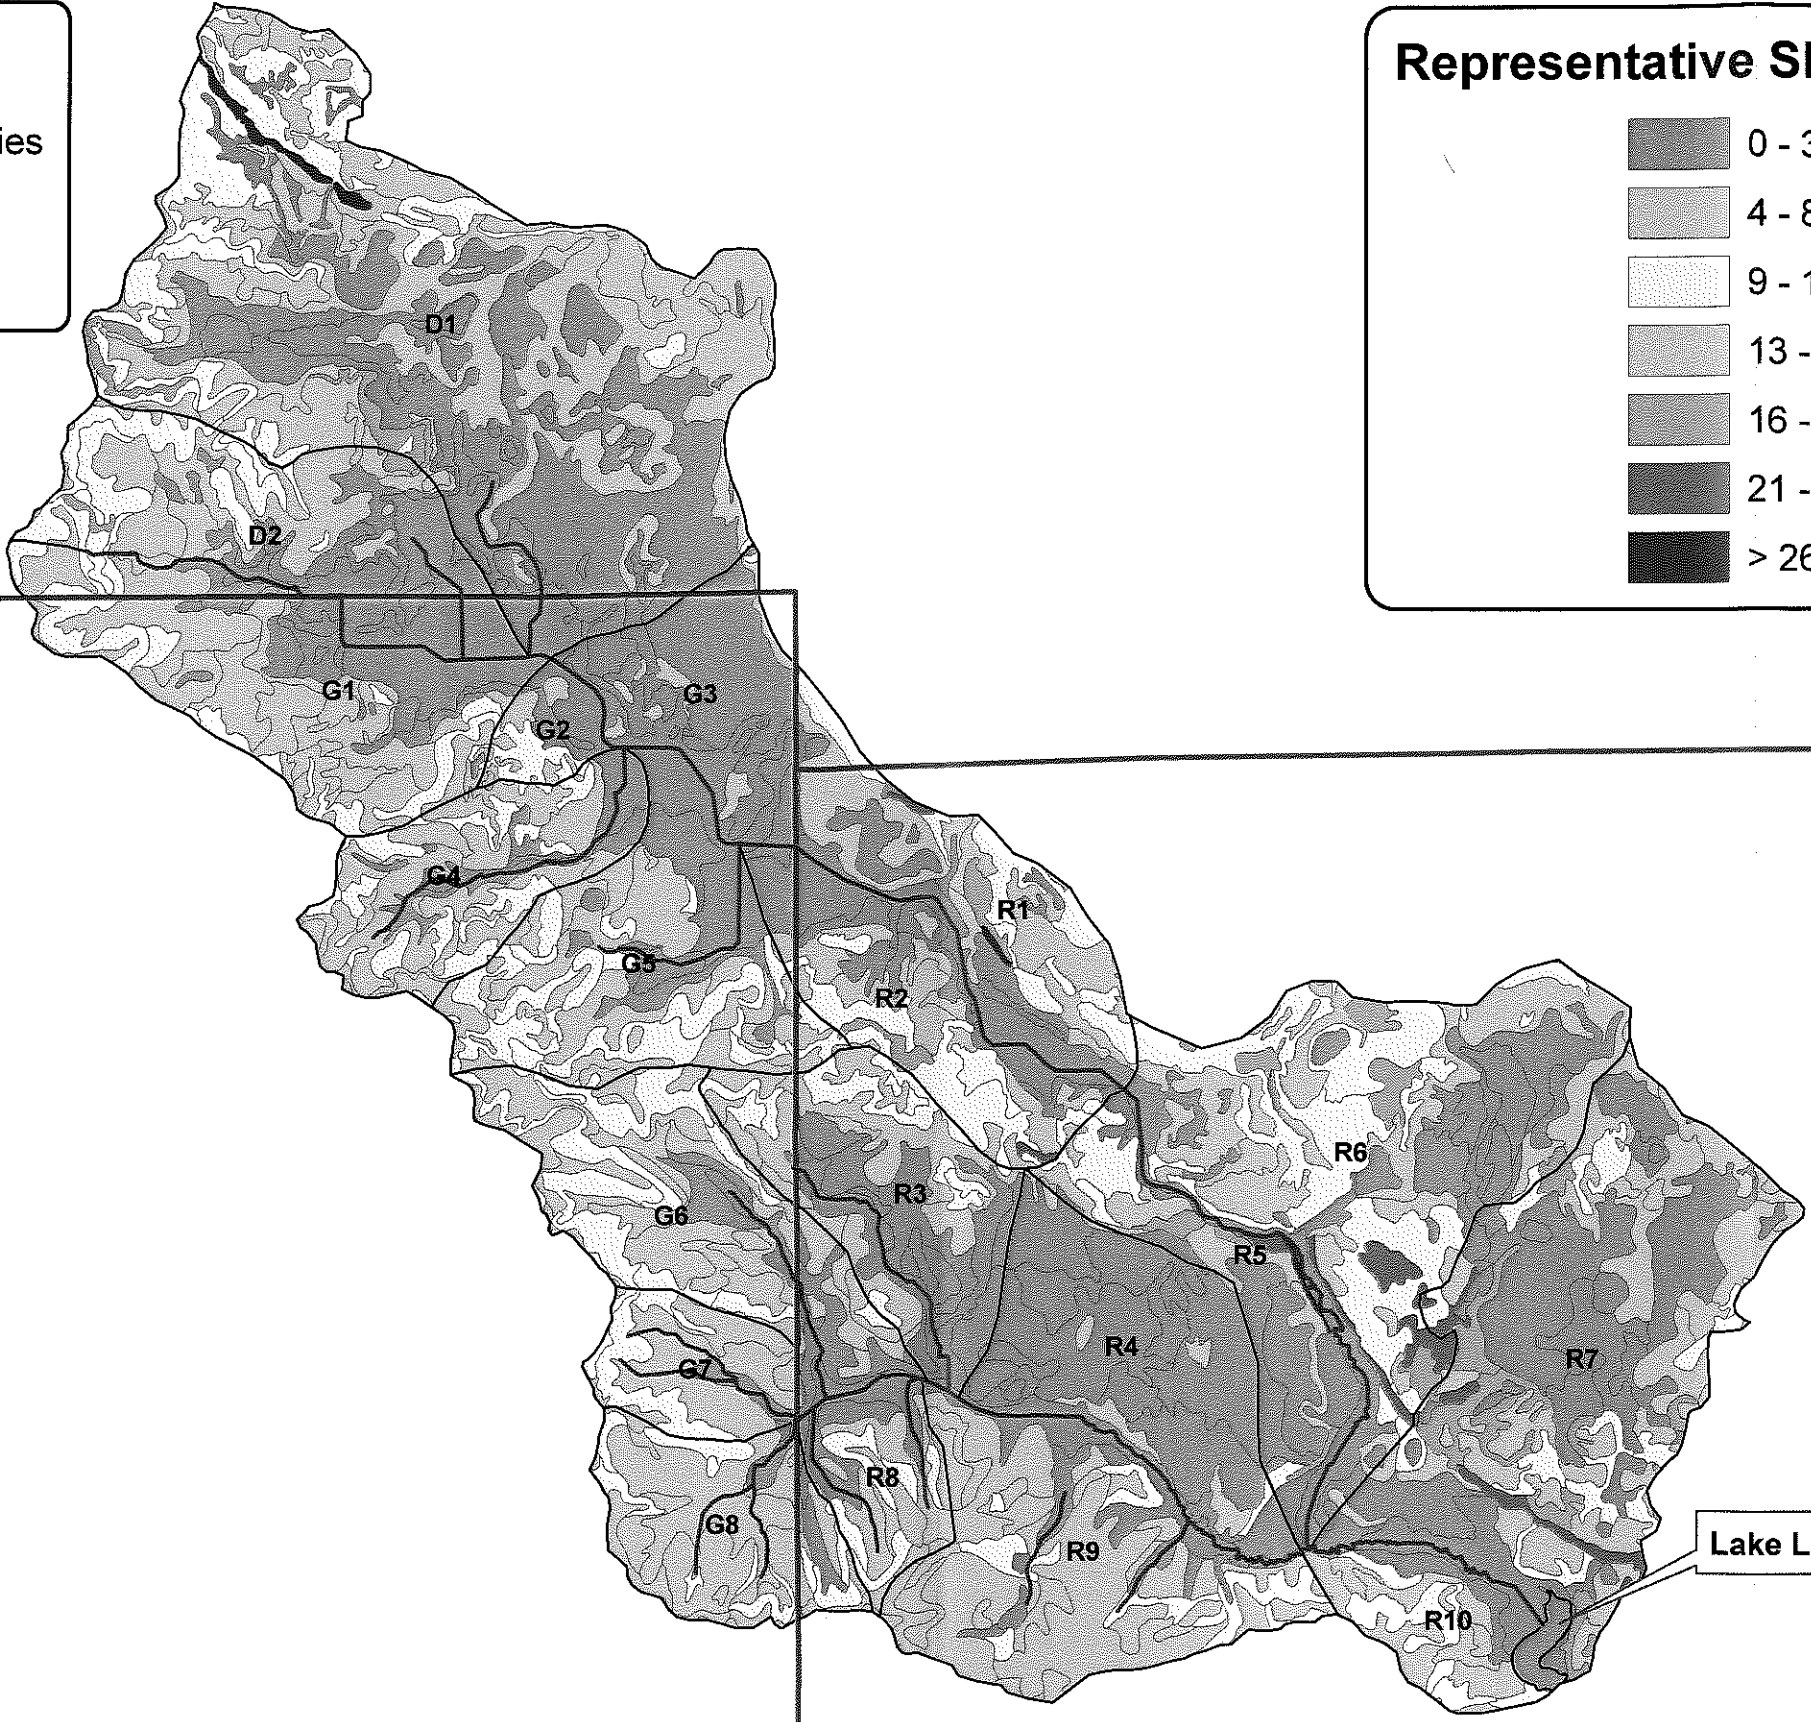 ies
Representative Sl
0 - 3
4 - 8
9 - 1
13 -
16 -
21 -
> 26
D1
D2
G1
G2
G3
G4
G5
R1
R2
G6
R3
R6
R5
R4
R7
G7
R8
G8
R9
R10
Lake L